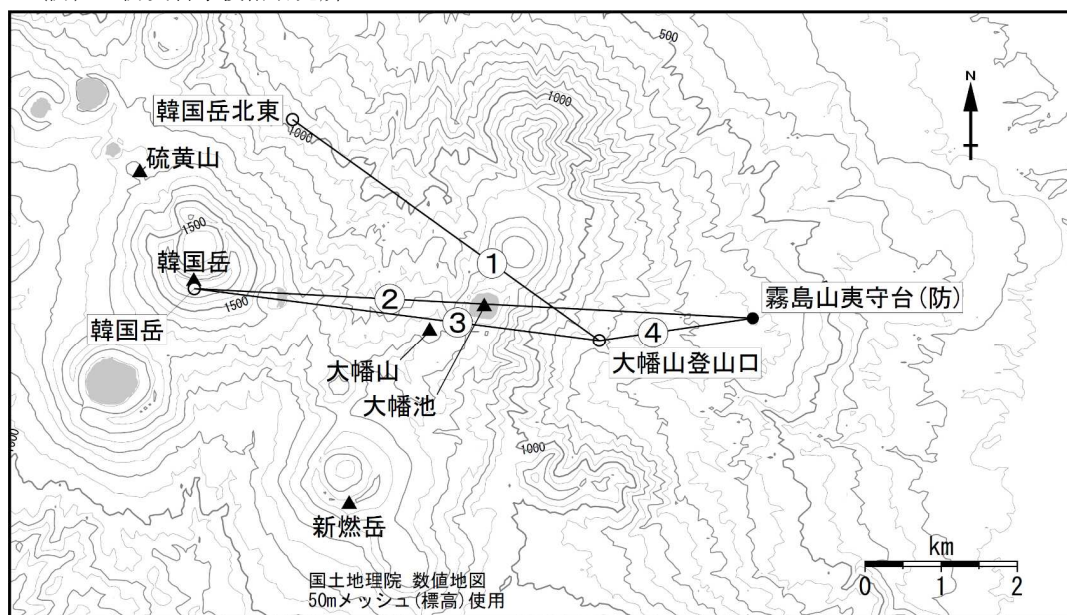 500
N
韓国岳北東
1000
1000
硫黄山
1500
①
韓国岳
②
霧島山夷守台(防)
1500
③
④
韓国岳
大幡山登山口
大幡山
大幡池
1000
km
新燃岳
国土地理院 数値地図
50mメッシュ(標高)使用
0 1 2